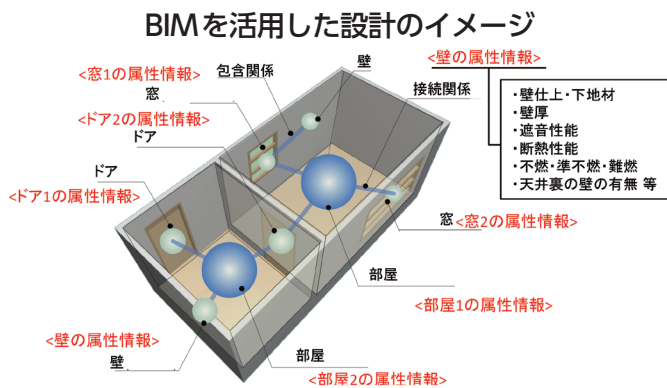 BIMを活用した設計のイメージ
<壁の属性情報>
<窓1の属性情報>
包含関係
壁
窓
接続関係
<ドア2の属性情報>
ドア
・壁仕上・下地材
・壁厚
・遮音性能
・断熱性能
・不燃・準不燃・難燃
・天井裏の壁の有無 等
ドア
<ドア1の属性情報>
窓<窓2の属性情報>
部屋
<部屋1の属性情報>
<壁の属性情報>
壁
部屋
<部屋2の属性情報>